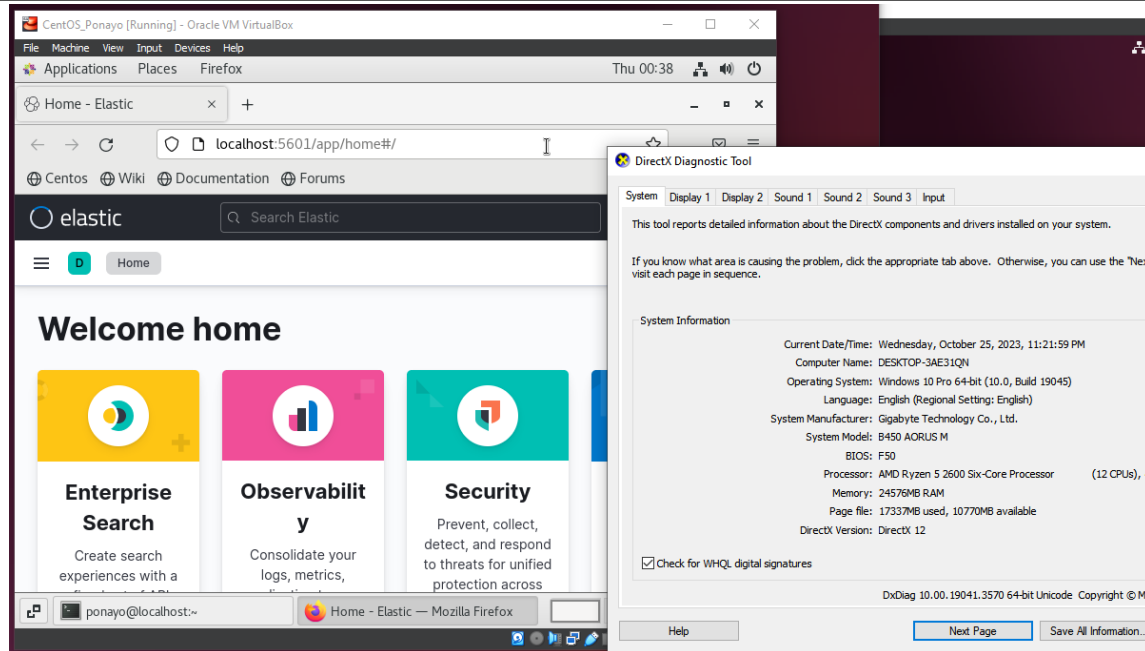 CentOS_Ponayo [Running] - Oracle VM VirtualBox
File Machine View Input Devices Help
Applications Places Firefox Thu 00:38
Home - Elastic
localhost:5601/app/home#/
Centos Wiki Documentation Forums
elastic Search Elastic
D Home
Welcome home
Enterprise
Search
Create search
experiences with a
Observabilit
y
Consolidate your
logs, metrics,
Security
Prevent, collect,
detect, and respond
to threats for unified
protection across
ponayo@localhost:~ Home - Elastic — Mozilla Firefox
DirectX Diagnostic Tool
System Display 1 Display 2 Sound 1 Sound 2 Sound 3 Input
This tool reports detailed information about the DirectX components and drivers installed on your system.
If you know what area is causing the problem, click the appropriate tab above. Otherwise, you can use the "Nex
visit each page in sequence.
System Information
Current Date/Time: Wednesday, October 25, 2023, 11:21:59 PM
Computer Name: DESKTOP-3AE31QN
Operating System: Windows 10 Pro 64-bit (10.0, Build 19045)
Language: English (Regional Setting: English)
System Manufacturer: Gigabyte Technology Co., Ltd.
System Model: B450 AORUS M
BIOS: F50
Processor: AMD Ryzen 5 2600 Six-Core Processor (12 CPUs),
Memory: 24576MB RAM
Page file: 17337MB used, 10770MB available
DirectX Version: DirectX 12
Check for WHQL digital signatures
DxDiag 10.00.19041.3570 64-bit Unicode Copyright © M
Help Next Page Save All Information..